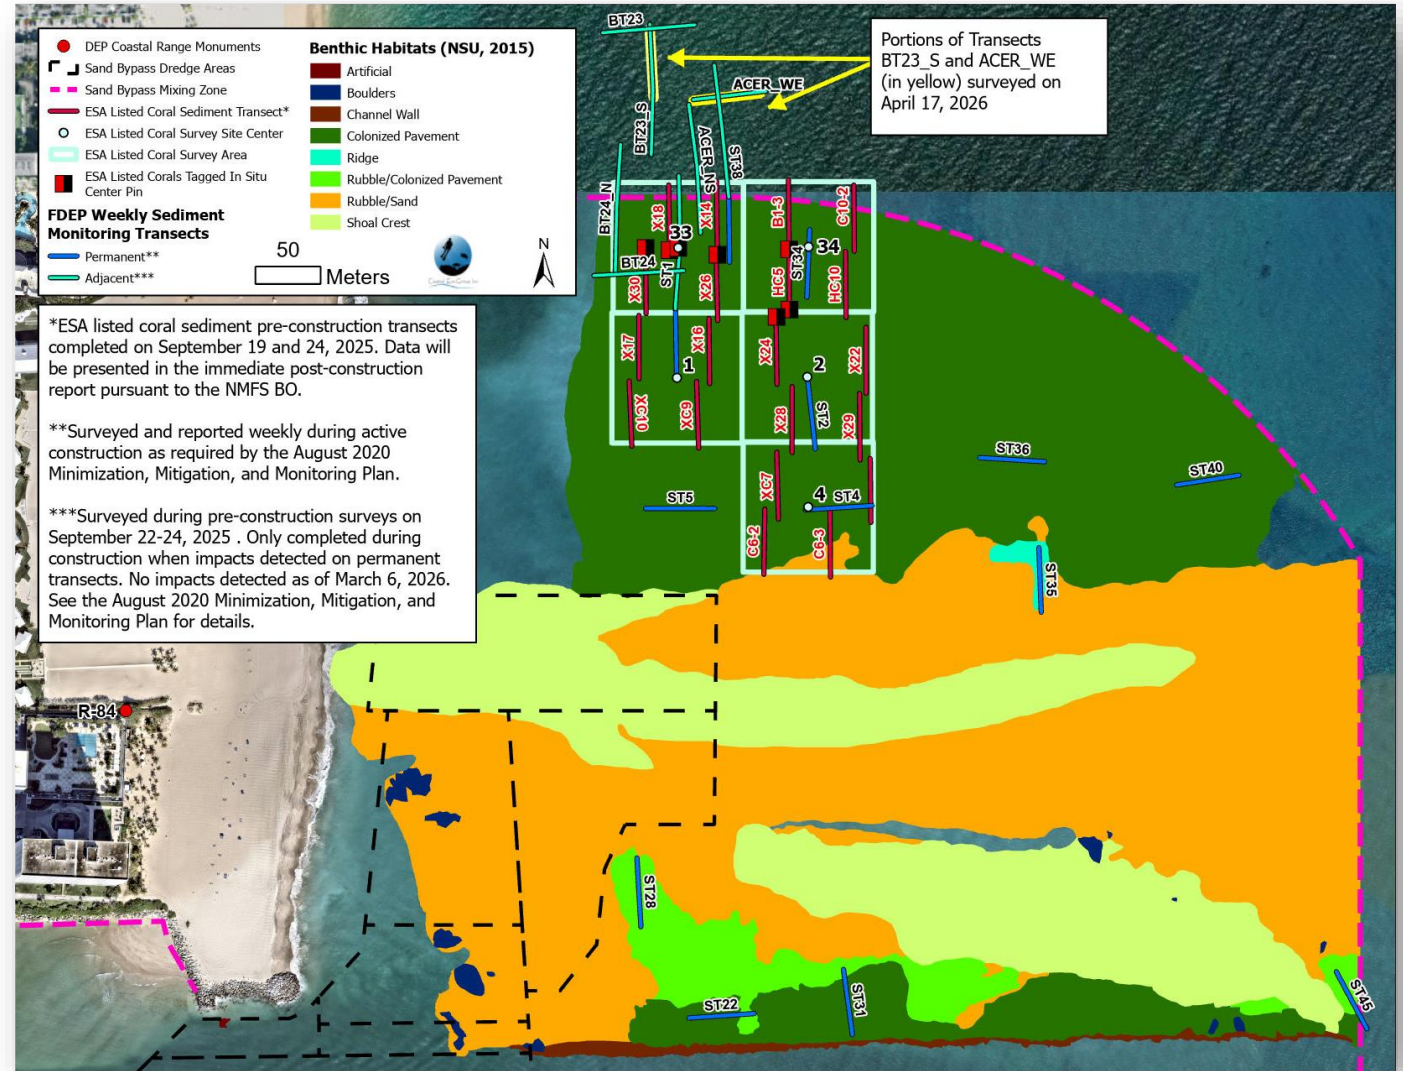 DEP Coastal Range Monuments
Sand Bypass Dredge Areas
Sand Bypass Mixing Zone
ESA Listed Coral Sediment Transect*
ESA Listed Coral Survey Site Center
ESA Listed Coral Survey Area
ESA Listed Corals Tagged In Situ
Center Pin
FDEP Weekly Sediment
Monitoring Transects
Permanent**
Adjacent***
Benthic Habitats (NSU, 2015)
Artificial
Boulders
Channel Wall
Colonized Pavement
Ridge
Rubble/Colonized Pavement
Rubble/Sand
Shoal Crest
50
Meters
N
*ESA listed coral sediment pre-construction transects
completed on September 19 and 24, 2025. Data will
be presented in the immediate post-construction
report pursuant to the NMFS BO.
**Surveyed and reported weekly during active
construction as required by the August 2020
Minimization, Mitigation, and Monitoring Plan.
***Surveyed during pre-construction surveys on
September 22-24, 2025 . Only completed during
construction when impacts detected on permanent
transects. No impacts detected as of March 6, 2026.
See the August 2020 Minimization, Mitigation, and
Monitoring Plan for details.
Portions of Transects
BT23_S and ACER_WE
(in yellow) surveyed on
April 17, 2026
BT23
ACER_WE
BT23_S
ACER_NS
ST38
BT24_N
X18
X14
B1-3
C10-2
33
34
BT24
ST1
ST34
X30
X26
HC5
HC10
X17
X16
X24
X22
1
2
XC10
XC9
X28
ST2
X29
ST36
ST40
XC7
4
ST4
ST5
C6-2
C6-3
ST35
R-84
ST28
ST22
ST31
ST45